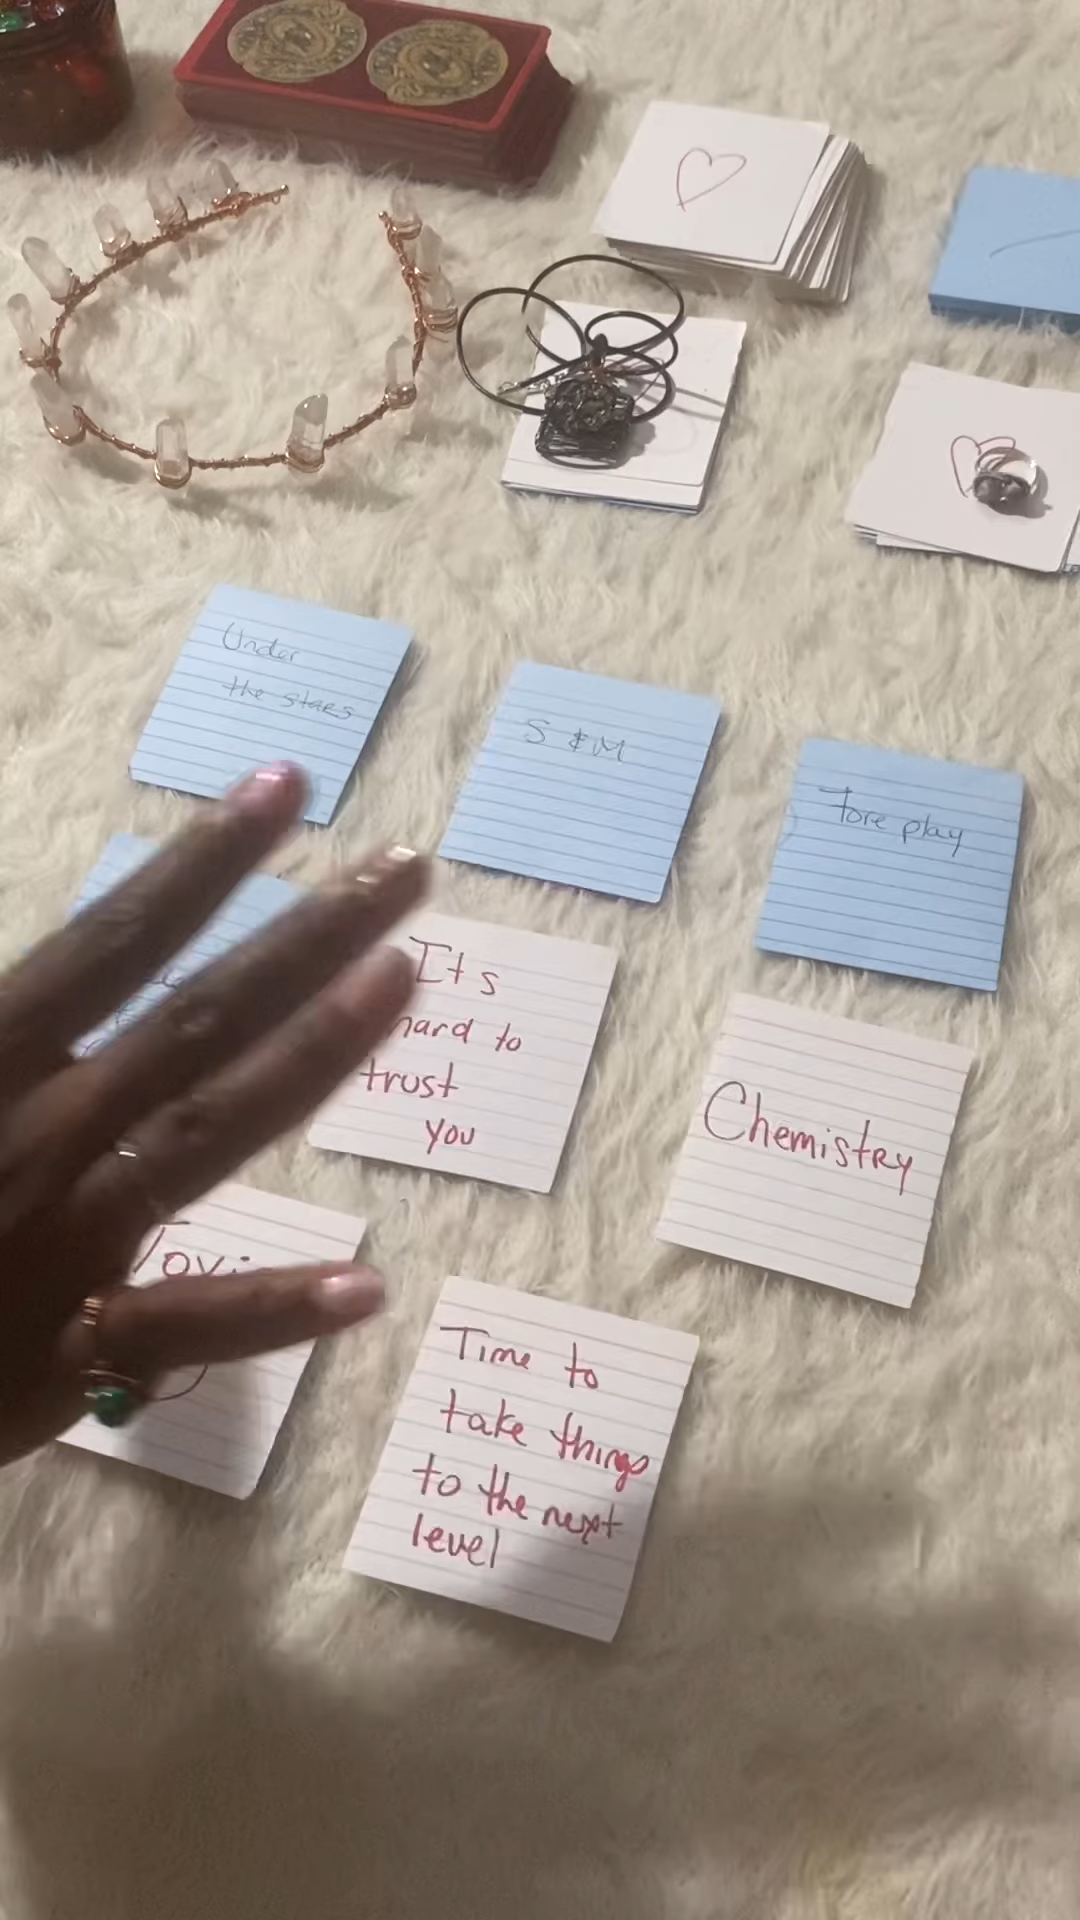 Under
the stars
S & M
Fore play
It s
hard to
trust
you
Chemistry
Time to
take things
to the next
level